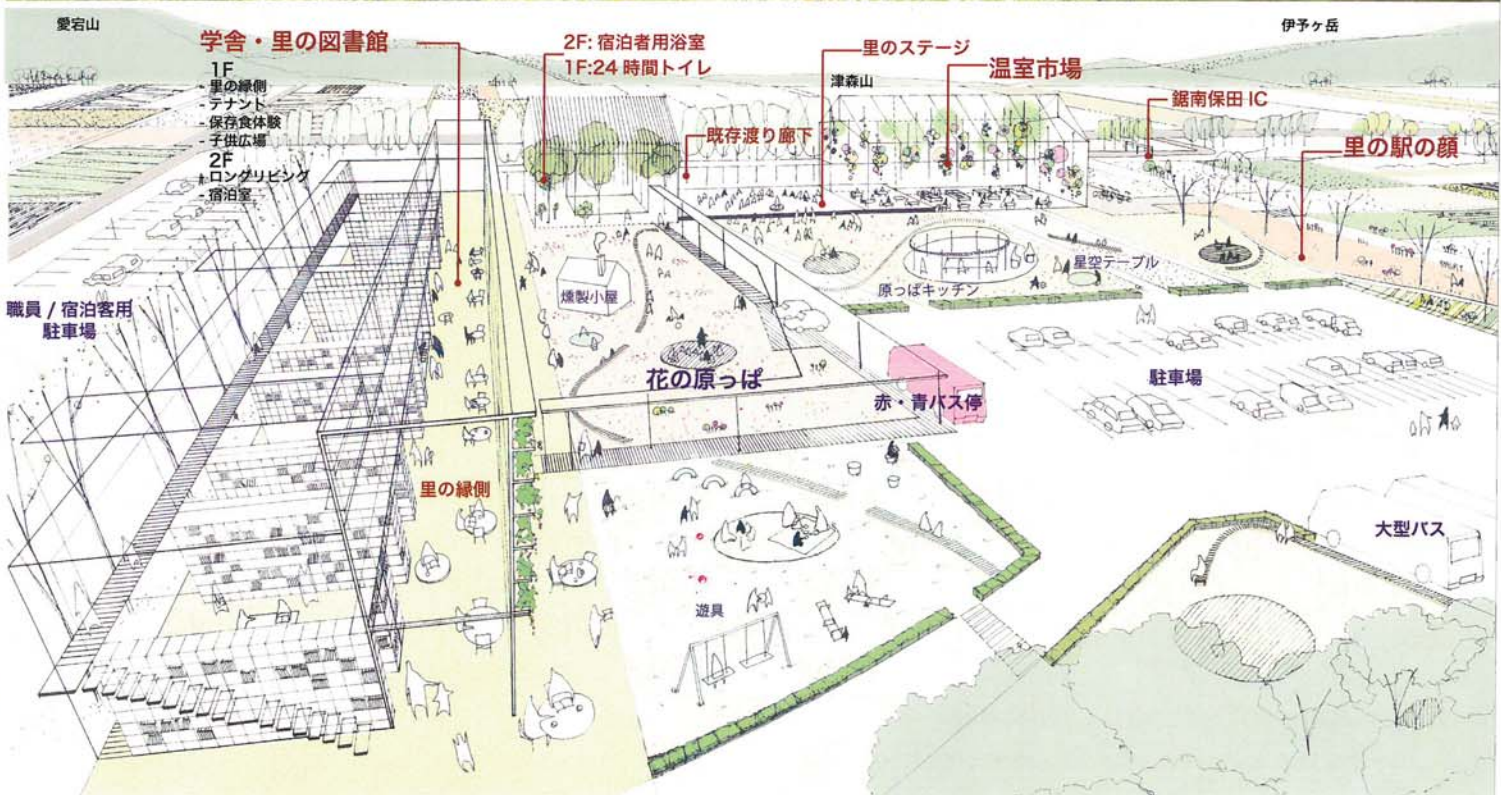 愛宕山
伊予ヶ岳
学舎・里の図書館
1F
- 里の縁側
- テナント
- 保存食体験
- 子供広場
2F
- ロングリビング
- 宿泊室
2F: 宿泊者用浴室
1F:24時間トイレ
里のステージ
温室市場
津森山
鋸南保田 IC
既存渡り廊下
里の駅の顔
職員 / 宿泊客用
駐車場
燻製小屋
原っぱキッチン
星空テーブル
花の原っぱ
赤・青バス停
駐車場
里の縁側
遊具
大型バス